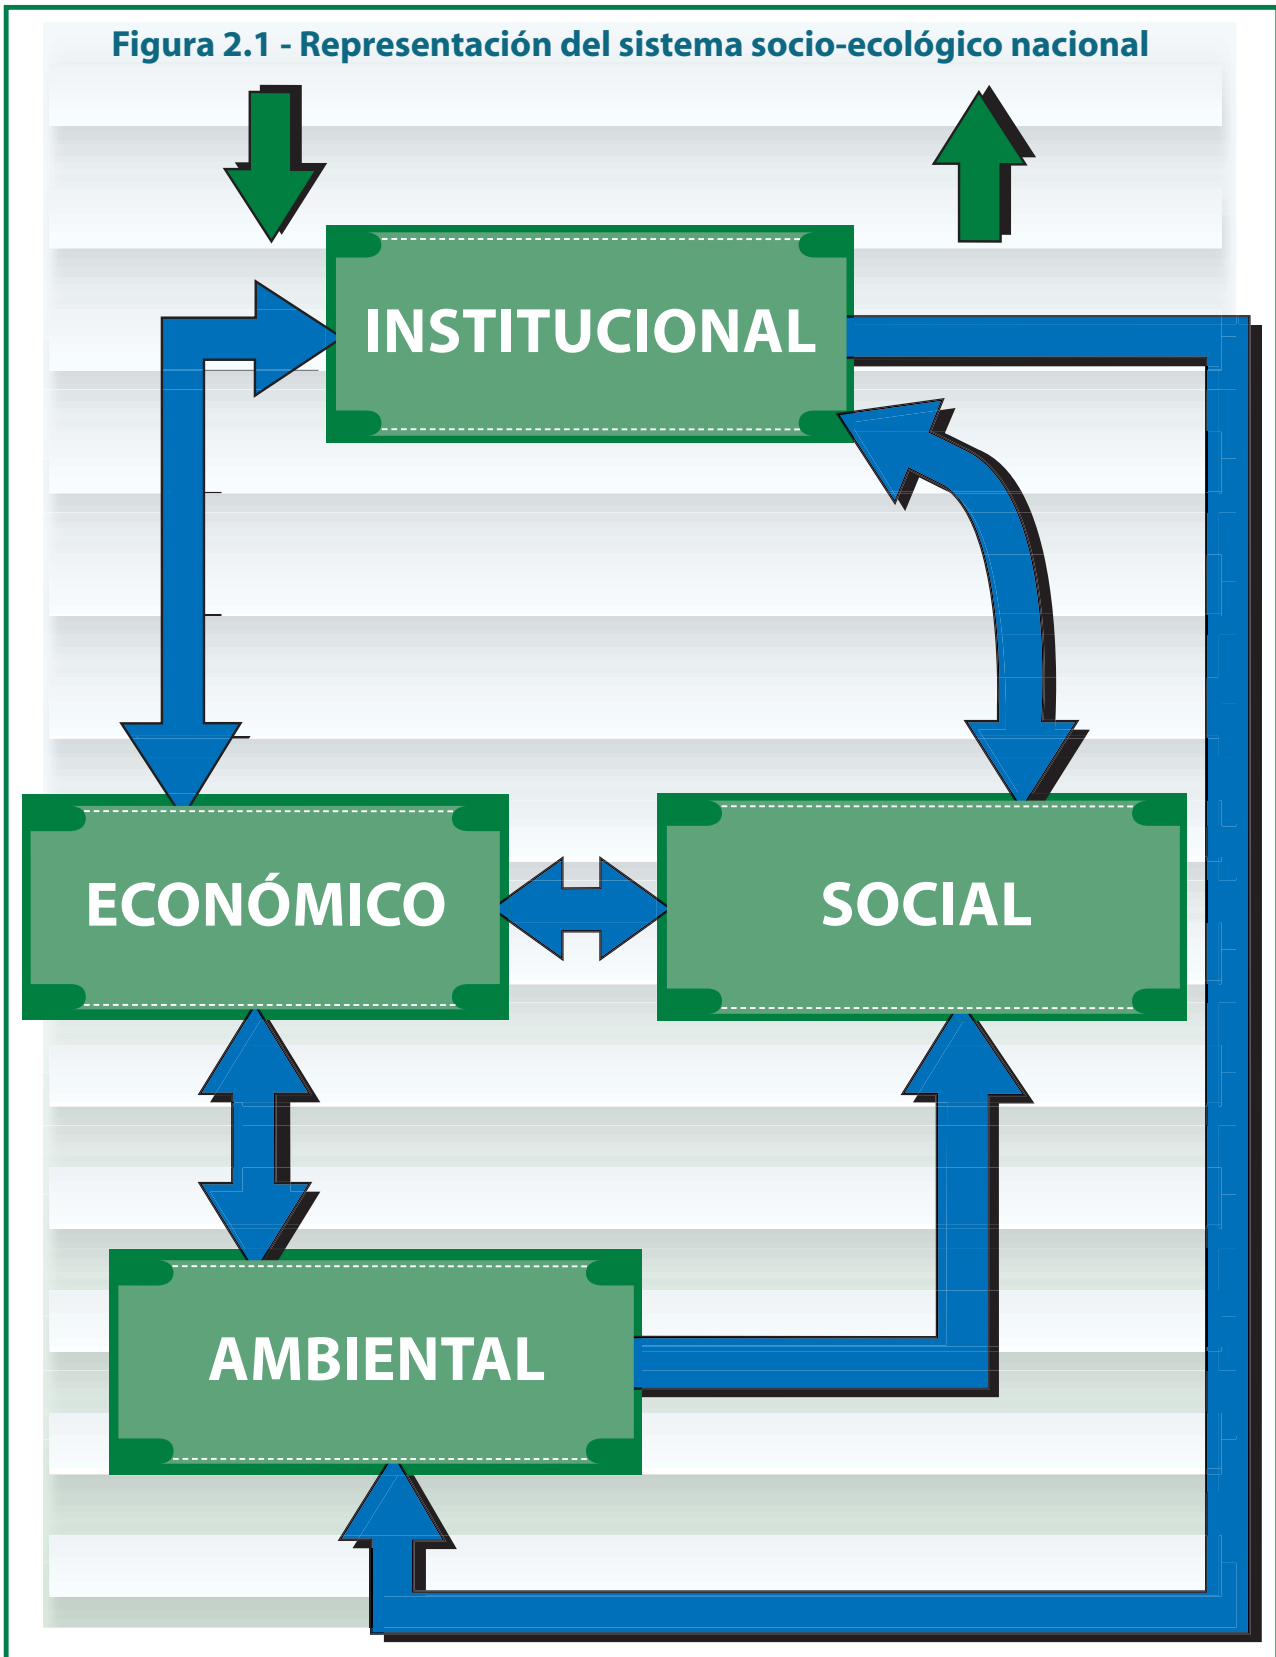 Figura 2.1 - Representación del sistema socio-ecológico nacional
INSTITUCIONAL
ECONÓMICO
SOCIAL
AMBIENTAL